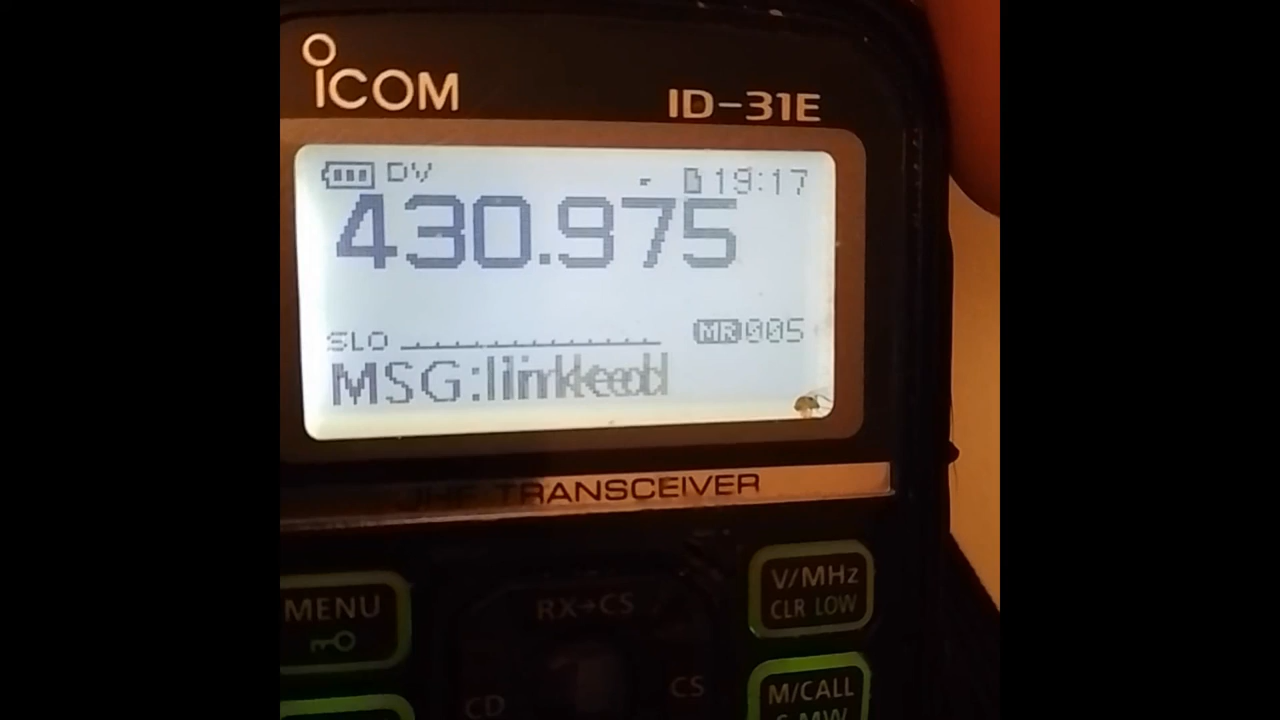 iCOM
ID-31E
DV 19:17
430.975
SLO MR 005
MSG:linked
UHF TRANSCEIVER
V/MHz
CLR LOW
MENU
RX→CS
CD
CS
M/CALL
S.MW